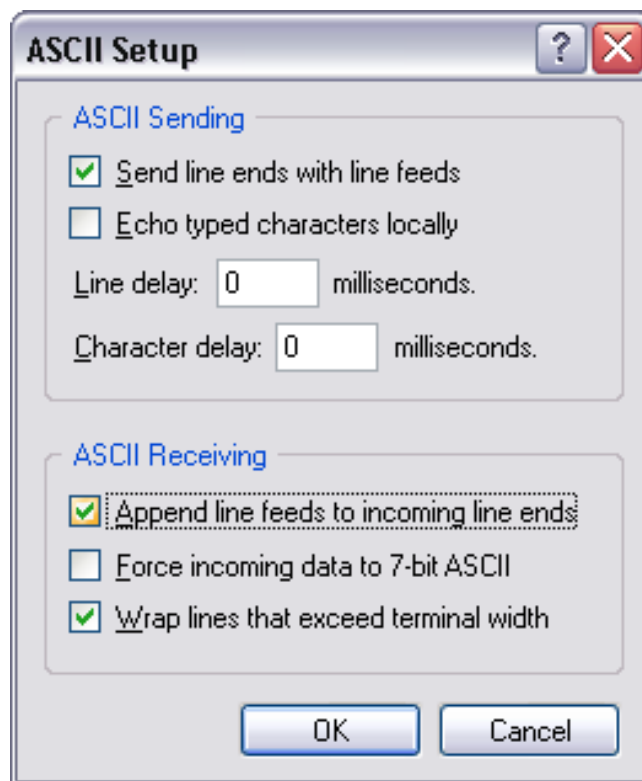 ASCII Setup
ASCII Sending
Send line ends with line feeds
Echo typed characters locally
Line delay: 0 milliseconds.
Character delay: 0 milliseconds.
ASCII Receiving
Append line feeds to incoming line ends
Force incoming data to 7-bit ASCII
Wrap lines that exceed terminal width
OK Cancel